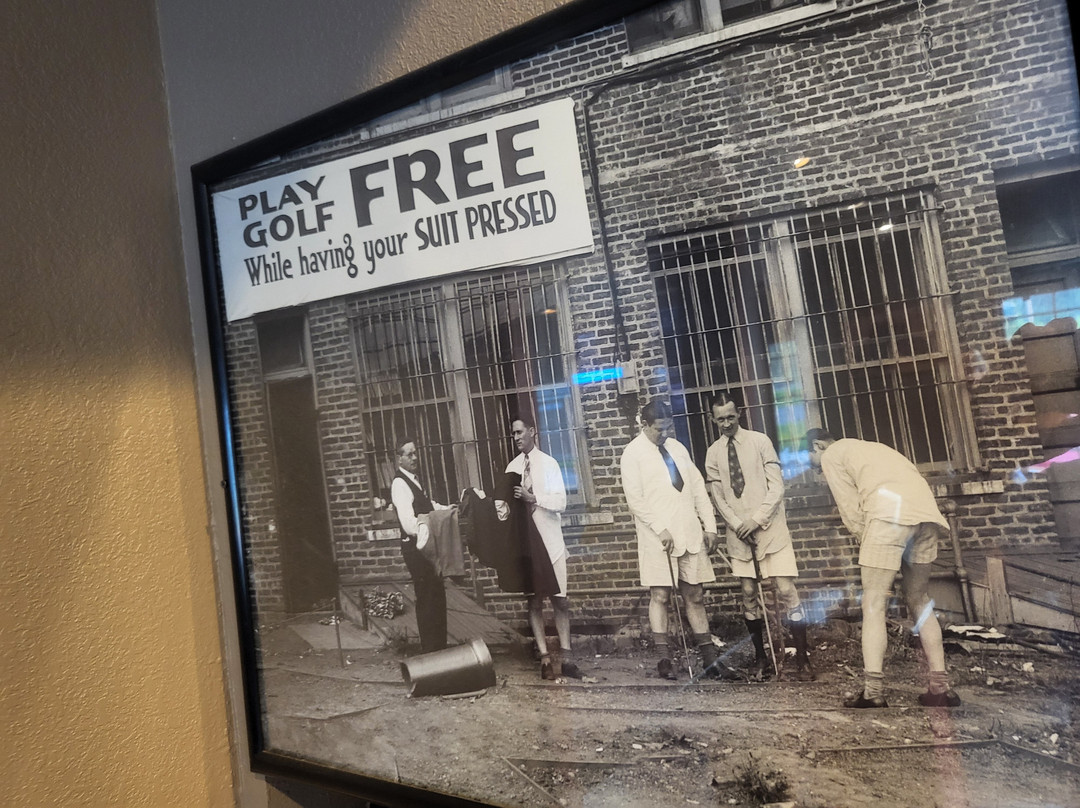 PLAY GOLF FREE
While having your SUIT PRESSED